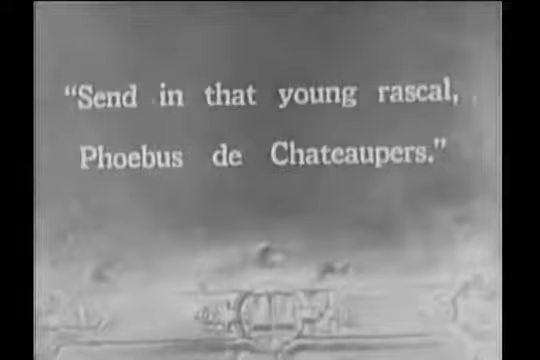 “Send in that young rascal,
Phoebus de Chateaupers.”